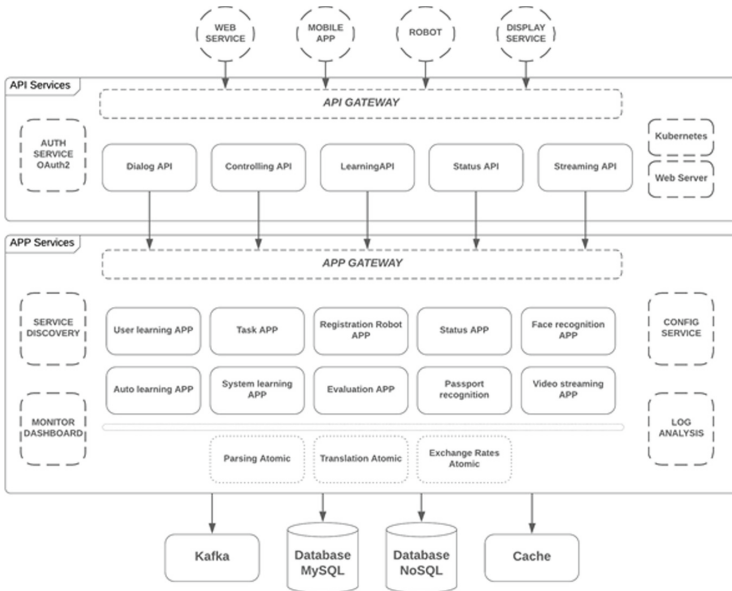 WEB
SERVICE
MOBILE
APP
ROBOT
DISPLAY
SERVICE
API Services
API GATEWAY
AUTH
SERVICE
OAuth2
Dialog API
Controlling API
LearningAPI
Status API
Streaming API
Kubernetes
Web Server
APP Services
APP GATEWAY
SERVICE
DISCOVERY
User learning APP
Task APP
Registration Robot
APP
Status APP
Face recognition
APP
CONFIG
SERVICE
MONITOR
DASHBOARD
Auto learning APP
System learning
APP
Evaluation APP
Passport
recognition
Video streaming
APP
LOG
ANALYSIS
Parsing Atomic
Translation Atomic
Exchange Rates
Atomic
Kafka
Database
MySQL
Database
NoSQL
Cache